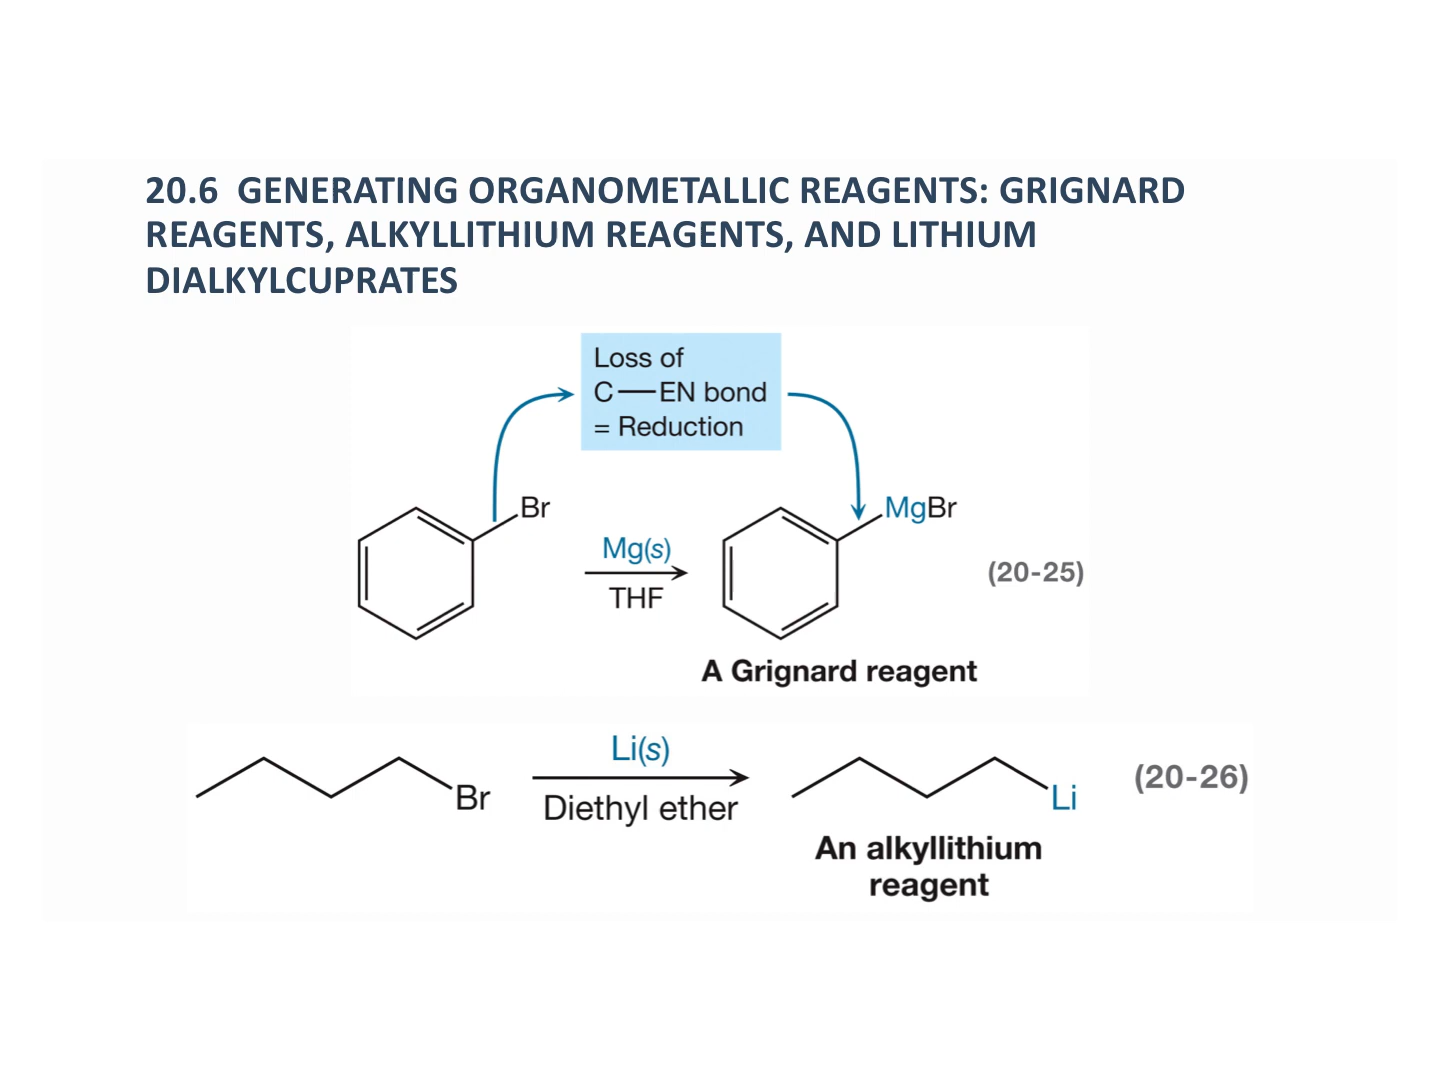 20.6 GENERATING ORGANOMETALLIC REAGENTS: GRIGNARD
REAGENTS, ALKYLLITHIUM REAGENTS, AND LITHIUM
DIALKYLCUPRATES
Loss of
C—EN bond
= Reduction
Br
Mg(s)
THF
MgBr
(20-25)
A Grignard reagent
Br
Li(s)
Diethyl ether
Li
(20-26)
An alkyllithium
reagent